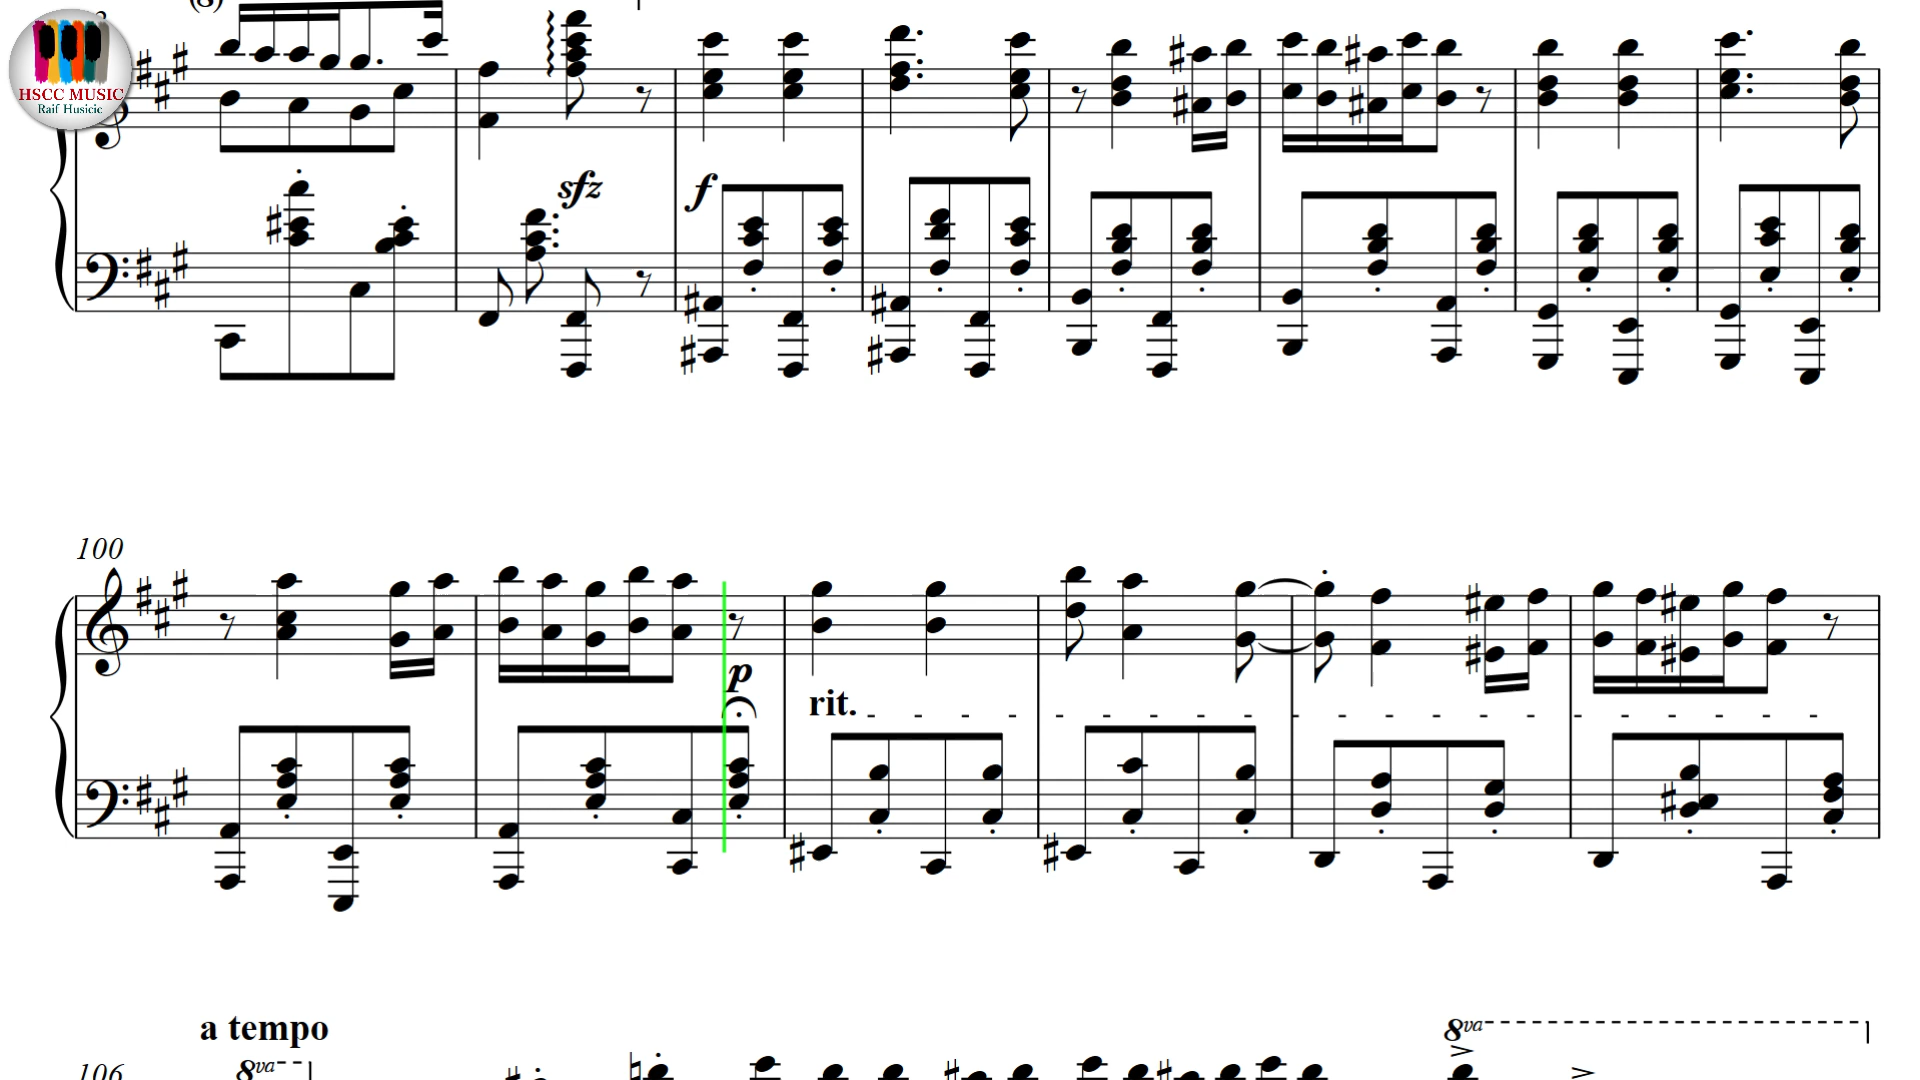 (8)
HSCC MUSIC
Raif Husicic
sfz
f
100
p
rit.
a tempo
8va
8va
106